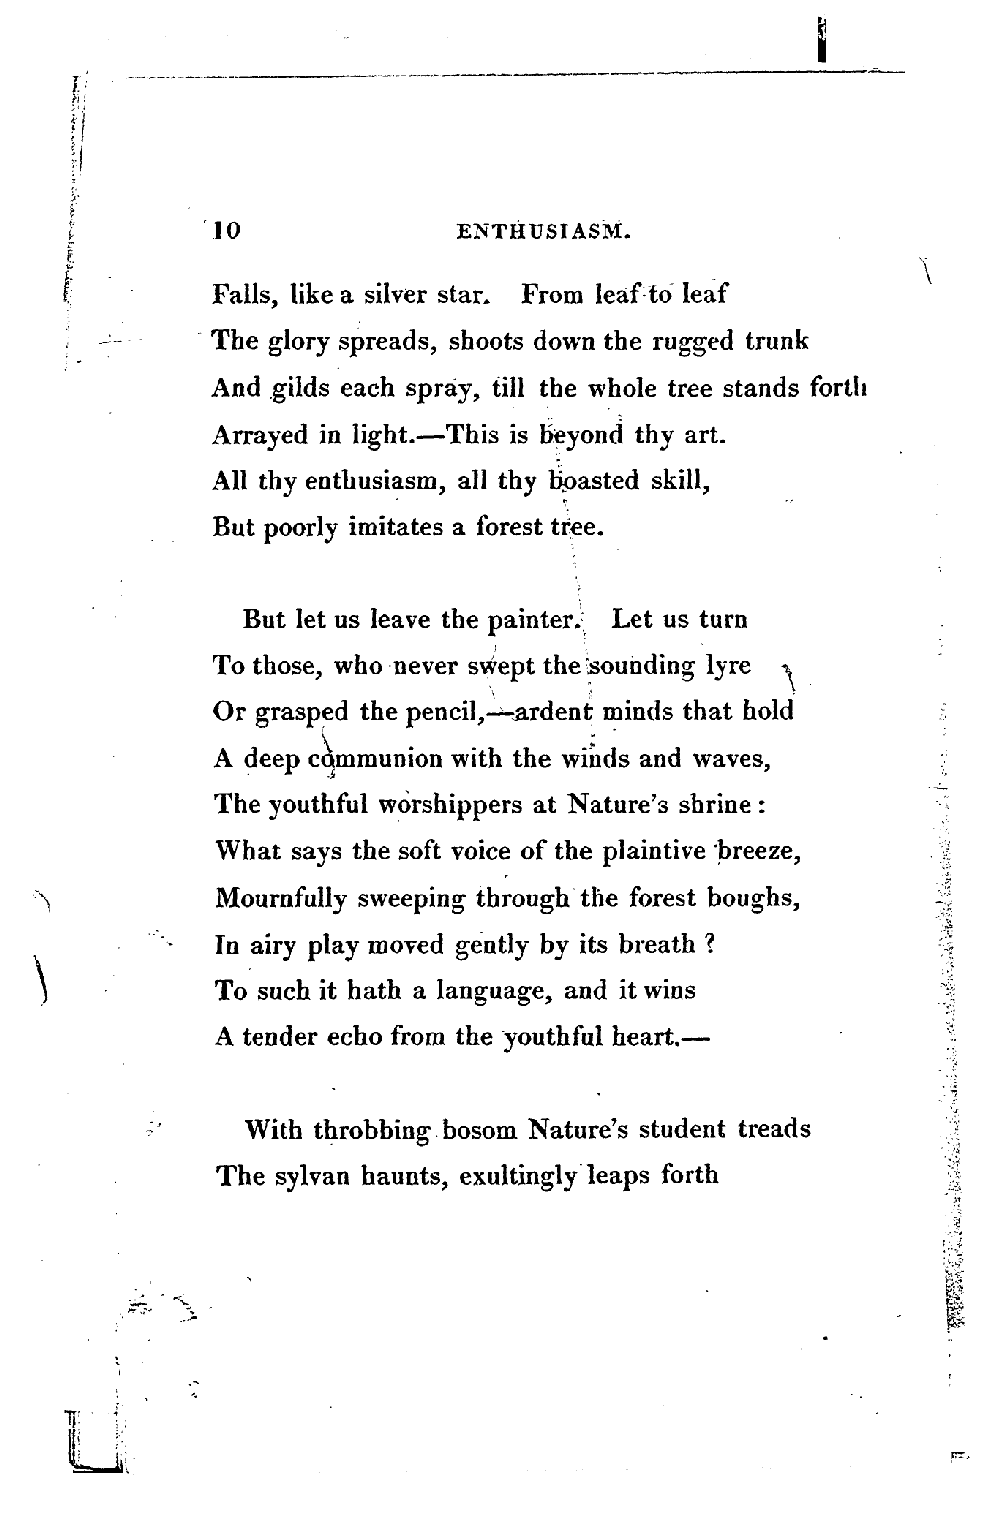 10 ENTHUSIASM.
Falls, like a silver star. From leaf to leaf
The glory spreads, shoots down the rugged trunk
And gilds each spray, till the whole tree stands forth
Arrayed in light.—This is beyond thy art.
All thy enthusiasm, all thy boasted skill,
But poorly imitates a forest tree.
But let us leave the painter. Let us turn
To those, who never swept the sounding lyre
Or grasped the pencil,—ardent minds that hold
A deep communion with the winds and waves,
The youthful worshippers at Nature's shrine:
What says the soft voice of the plaintive breeze,
Mournfully sweeping through the forest boughs,
In airy play moved gently by its breath?
To such it hath a language, and it wins
A tender echo from the youthful heart.—
With throbbing bosom Nature's student treads
The sylvan haunts, exultingly leaps forth